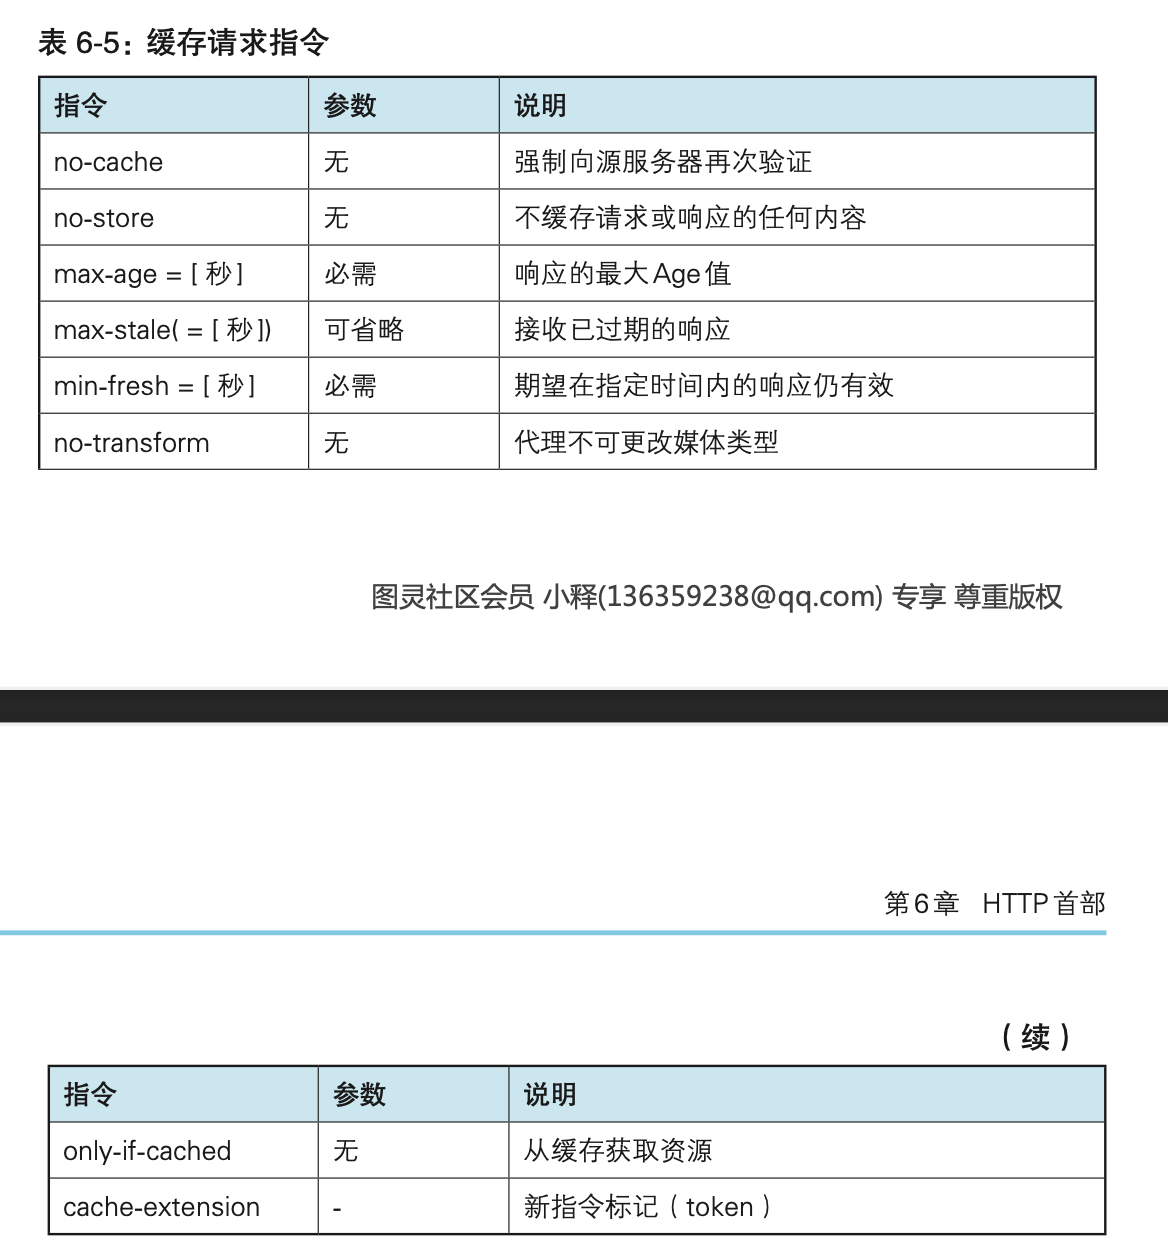 表 6-5：缓存请求指令
指令 参数 说明
no-cache 无 强制向源服务器再次验证
no-store 无 不缓存请求或响应的任何内容
max-age = [ 秒 ] 必需 响应的最大 Age 值
max-stale( = [ 秒 ]) 可省略 接收已过期的响应
min-fresh = [ 秒 ] 必需 期望在指定时间内的响应仍有效
no-transform 无 代理不可更改媒体类型
图灵社区会员 小释(136359238@qq.com) 专享 尊重版权
第 6 章 HTTP 首部
（续）
指令 参数 说明
only-if-cached 无 从缓存获取资源
cache-extension - 新指令标记（token）